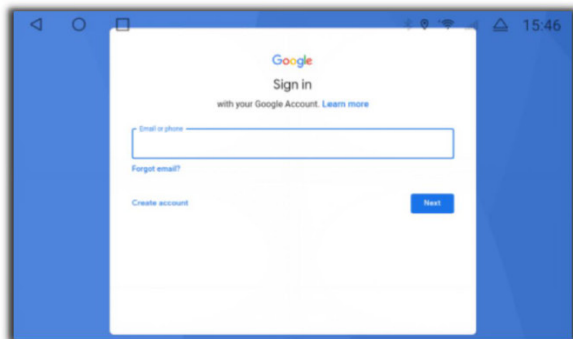 15:46
Google
Sign in
with your Google Account. Learn more
Email or phone
Forgot email?
Create account
Next